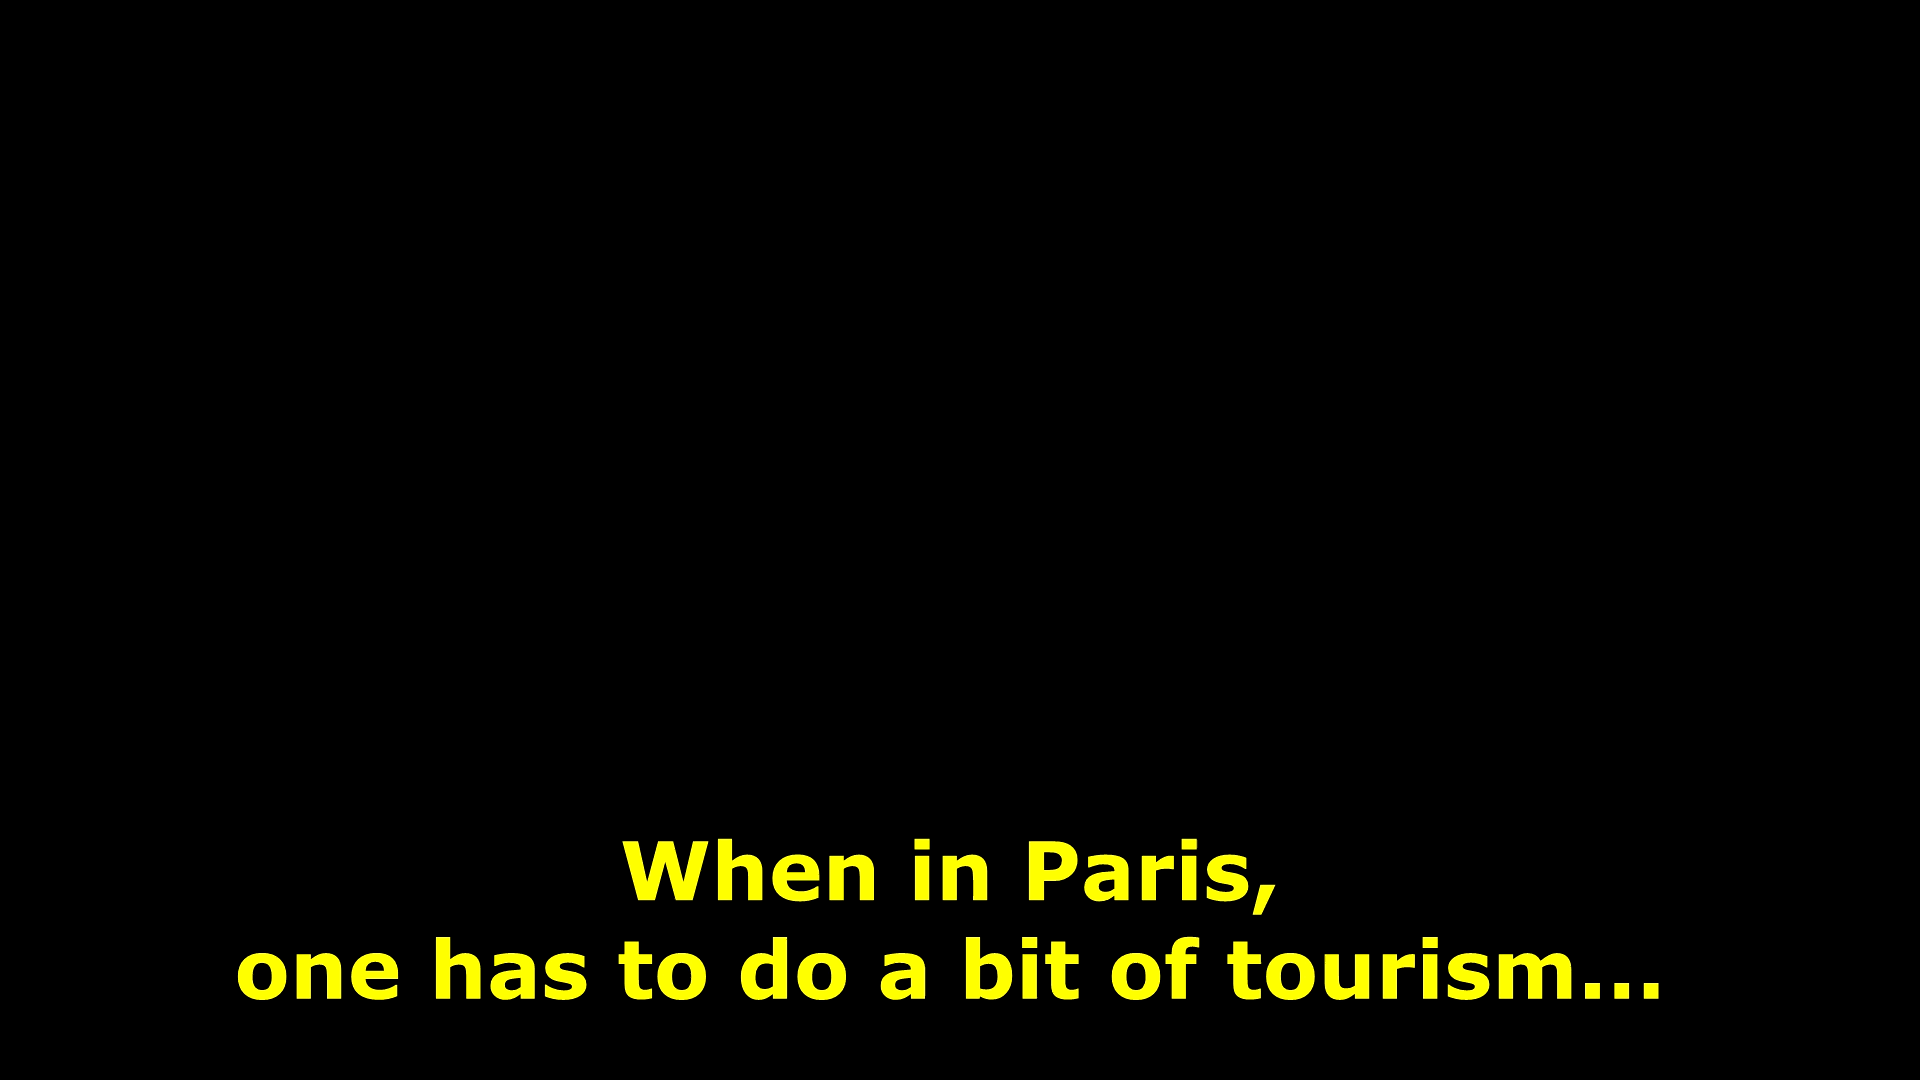 When in Paris,
one has to do a bit of tourism...